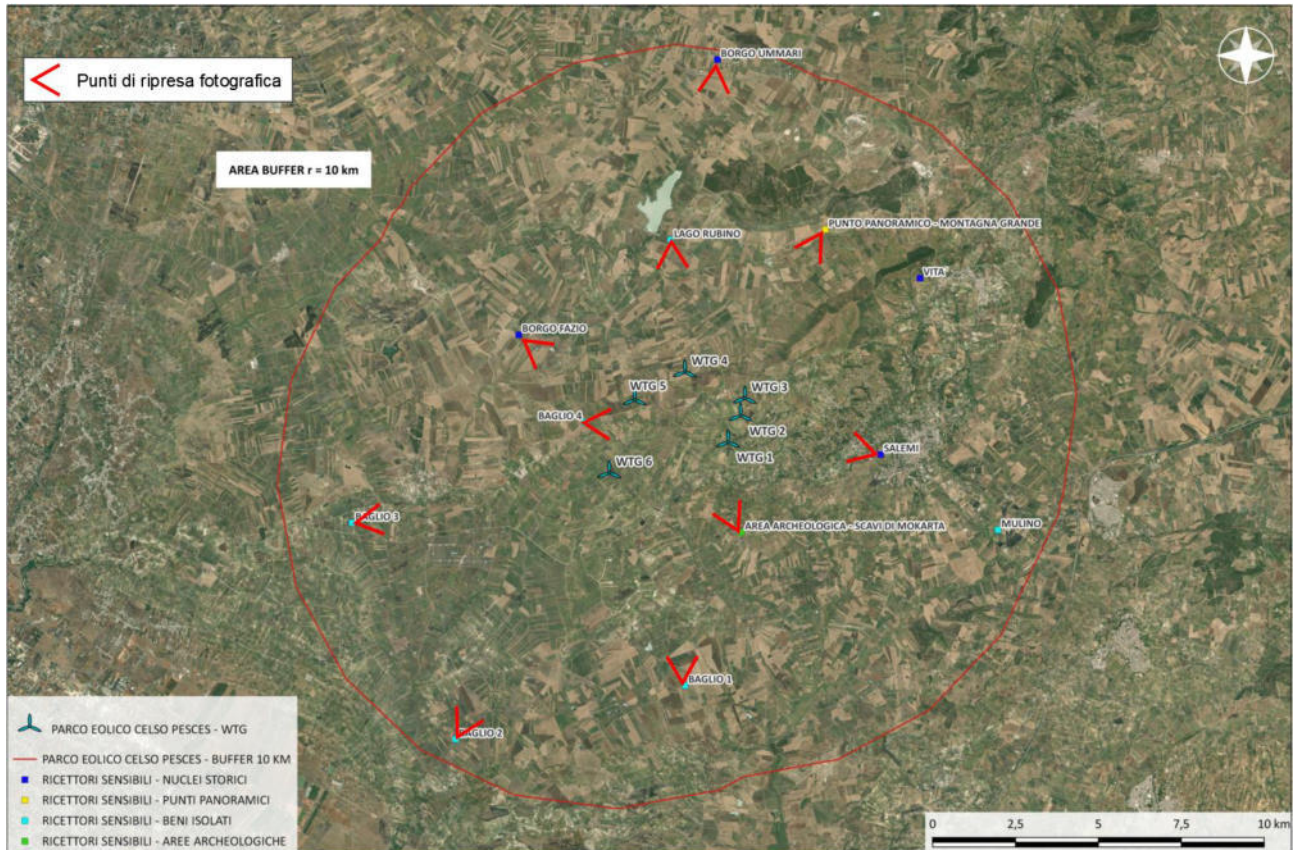 BORGO UMMARI
Punti di ripresa fotografica
AREA BUFFER r = 10 km
PUNTO PANORAMICO - MONTAGNA GRANDE
LAGO RUBINO
VITA
BORGO FAZIO
WTG 4
WTG 5
WTG 3
BAGLIO 4
WTG 2
SALEMI
WTG 1
WTG 6
BAGLIO 3
AREA ARCHEOLOGICA - SCAVI DI MOKARTA
MULINO
BAGLIO 1
BAGLIO 2
PARCO EOLICO CELSO PESCES - WTG
PARCO EOLICO CELSO PESCES - BUFFER 10 KM
RICETTORI SENSIBILI - NUCLEI STORICI
RICETTORI SENSIBILI - PUNTI PANORAMICI
RICETTORI SENSIBILI - BENI ISOLATI
RICETTORI SENSIBILI - AREE ARCHEOLOGICHE
0 2,5 5 7,5 10 km